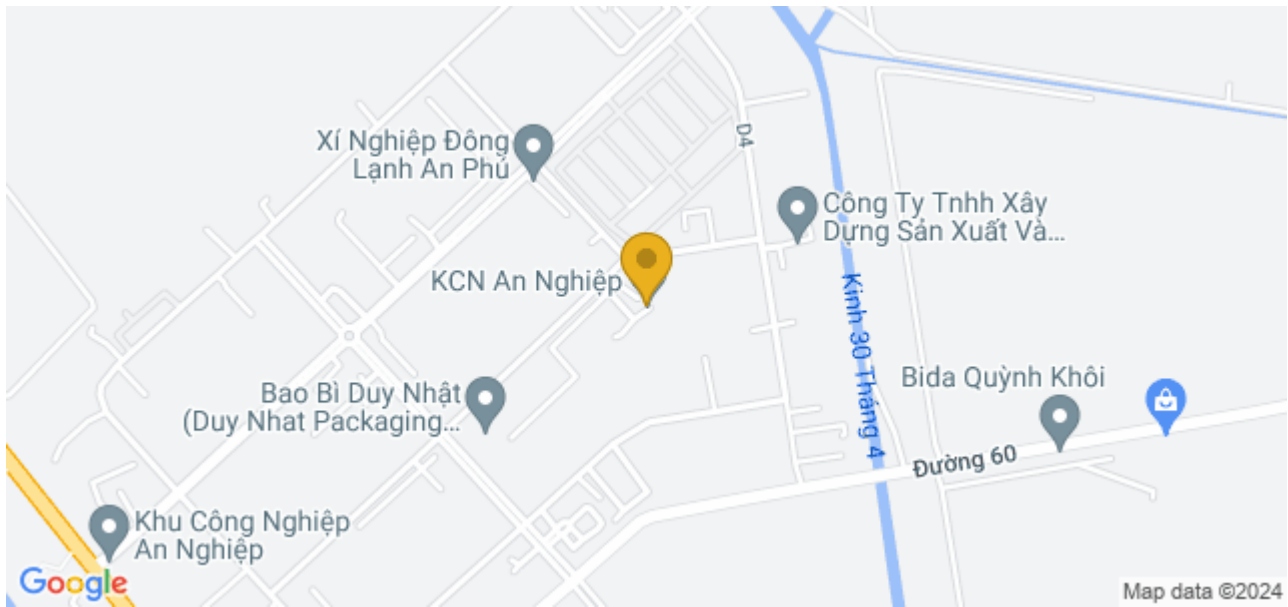 Xí Nghiệp Đông
Lạnh An Phú
D4
Công Ty Tnhh Xây
Dựng Sản Xuất Và...
KCN An Nghiệp
Kinh 30 Tháng 4
Bida Quỳnh Khôi
Bao Bì Duy Nhật
(Duy Nhat Packaging...
Đường 60
Khu Công Nghiệp
An Nghiệp
Google
Map data ©2024